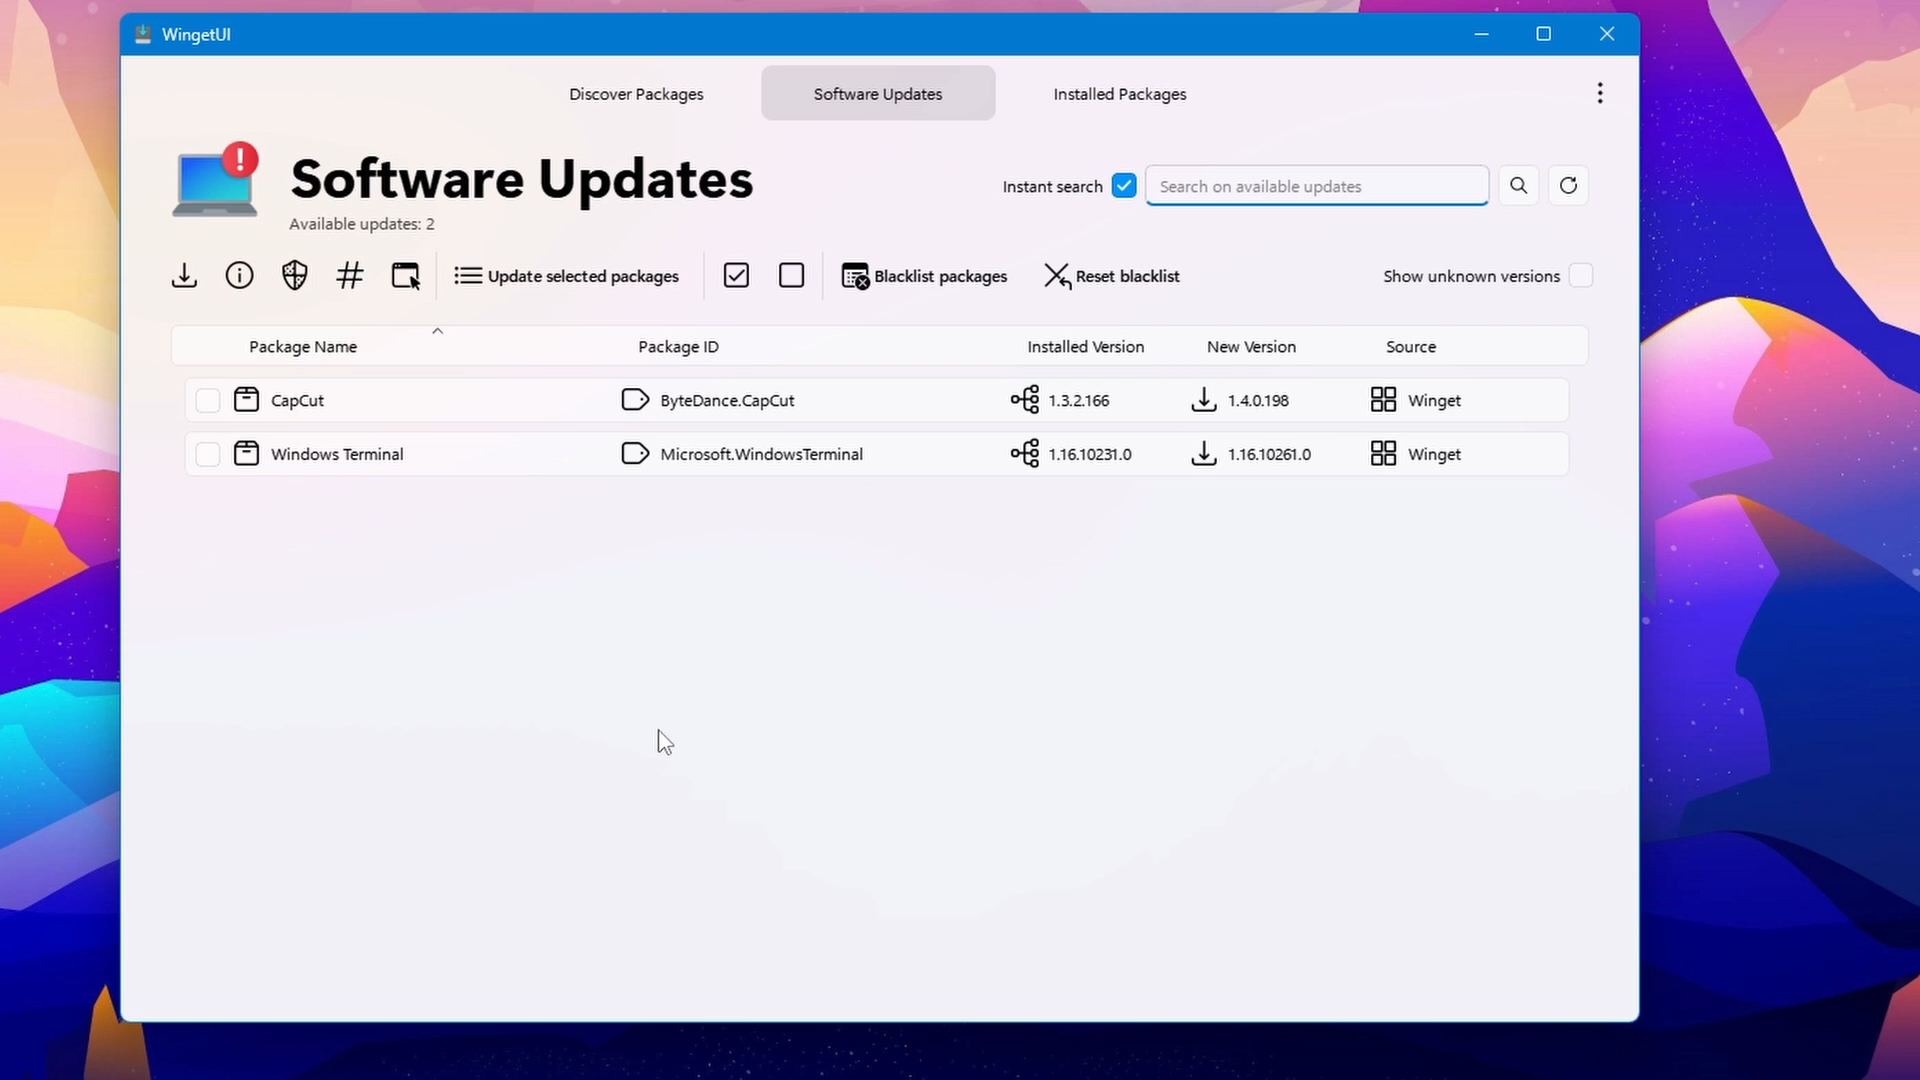 WingetUI
Discover Packages Software Updates Installed Packages
Software Updates
Instant search Search on available updates
Available updates: 2
Update selected packages Blacklist packages Reset blacklist Show unknown versions
Package Name Package ID Installed Version New Version Source
CapCut ByteDance.CapCut 1.3.2.166 1.4.0.198 Winget
Windows Terminal Microsoft.WindowsTerminal 1.16.10231.0 1.16.10261.0 Winget